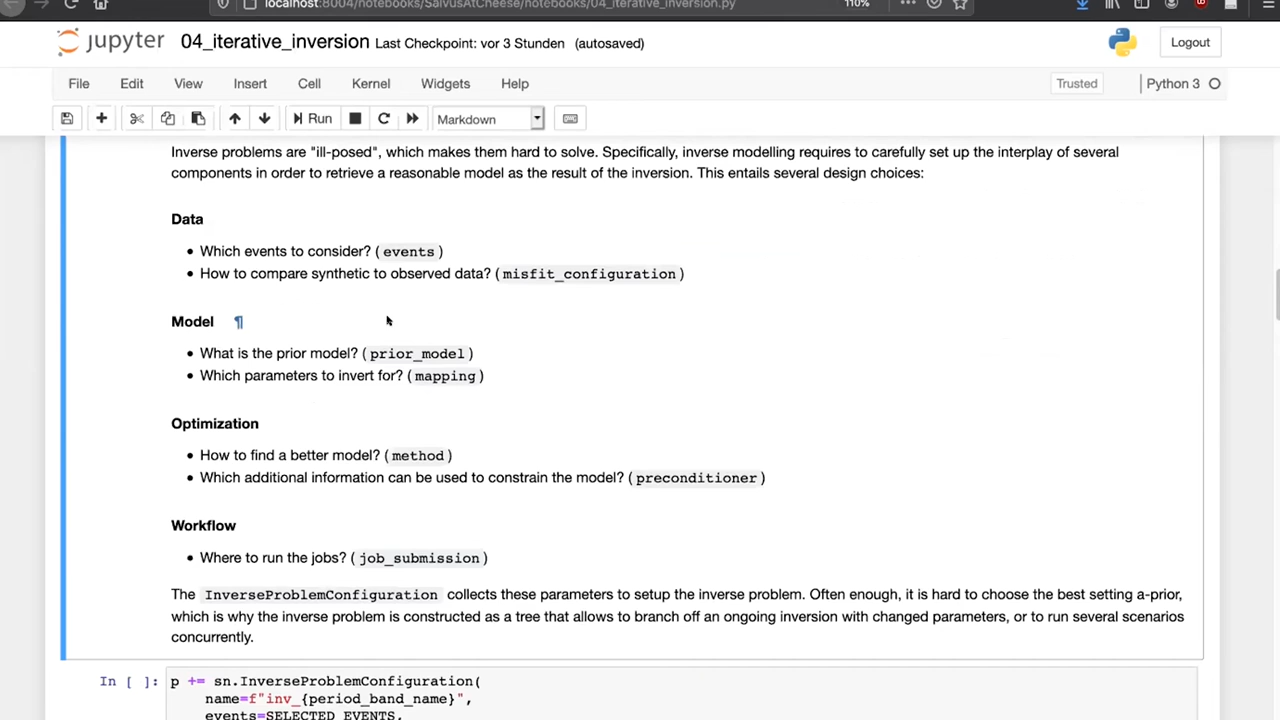 localhost:8004/notebooks/SalvusAtCheese/notebooks/04_iterative_inversion.py
110%
jupyter 04_iterative_inversion Last Checkpoint: vor 3 Stunden (autosaved)
Logout
File Edit View Insert Cell Kernel Widgets Help
Trusted
Python 3
Run
Markdown
Inverse problems are "ill-posed", which makes them hard to solve. Specifically, inverse modelling requires to carefully set up the interplay of several
components in order to retrieve a reasonable model as the result of the inversion. This entails several design choices:
Data
• Which events to consider? ( events )
• How to compare synthetic to observed data? ( misfit_configuration )
Model ¶
• What is the prior model? ( prior_model )
• Which parameters to invert for? ( mapping )
Optimization
• How to find a better model? ( method )
• Which additional information can be used to constrain the model? ( preconditioner )
Workflow
• Where to run the jobs? ( job_submission )
The InverseProblemConfiguration collects these parameters to setup the inverse problem. Often enough, it is hard to choose the best setting a-prior,
which is why the inverse problem is constructed as a tree that allows to branch off an ongoing inversion with changed parameters, or to run several scenarios
concurrently.
In [ ]: p += sn.InverseProblemConfiguration(
name=f"inv_{period_band_name}",
events=SELECTED_EVENTS,